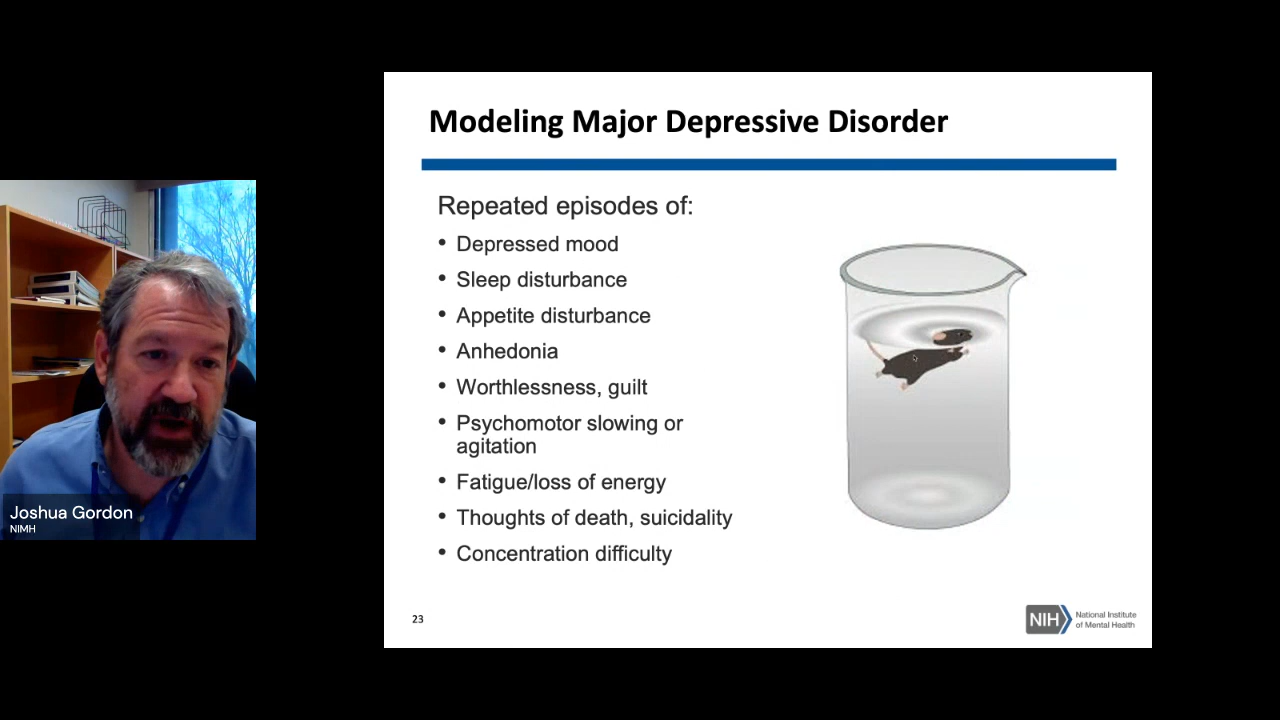 Modeling Major Depressive Disorder
Repeated episodes of:
• Depressed mood
• Sleep disturbance
• Appetite disturbance
• Anhedonia
• Worthlessness, guilt
• Psychomotor slowing or
agitation
• Fatigue/loss of energy
• Thoughts of death, suicidality
• Concentration difficulty
23
NIH
National Institute
of Mental Health
Joshua Gordon
NIMH